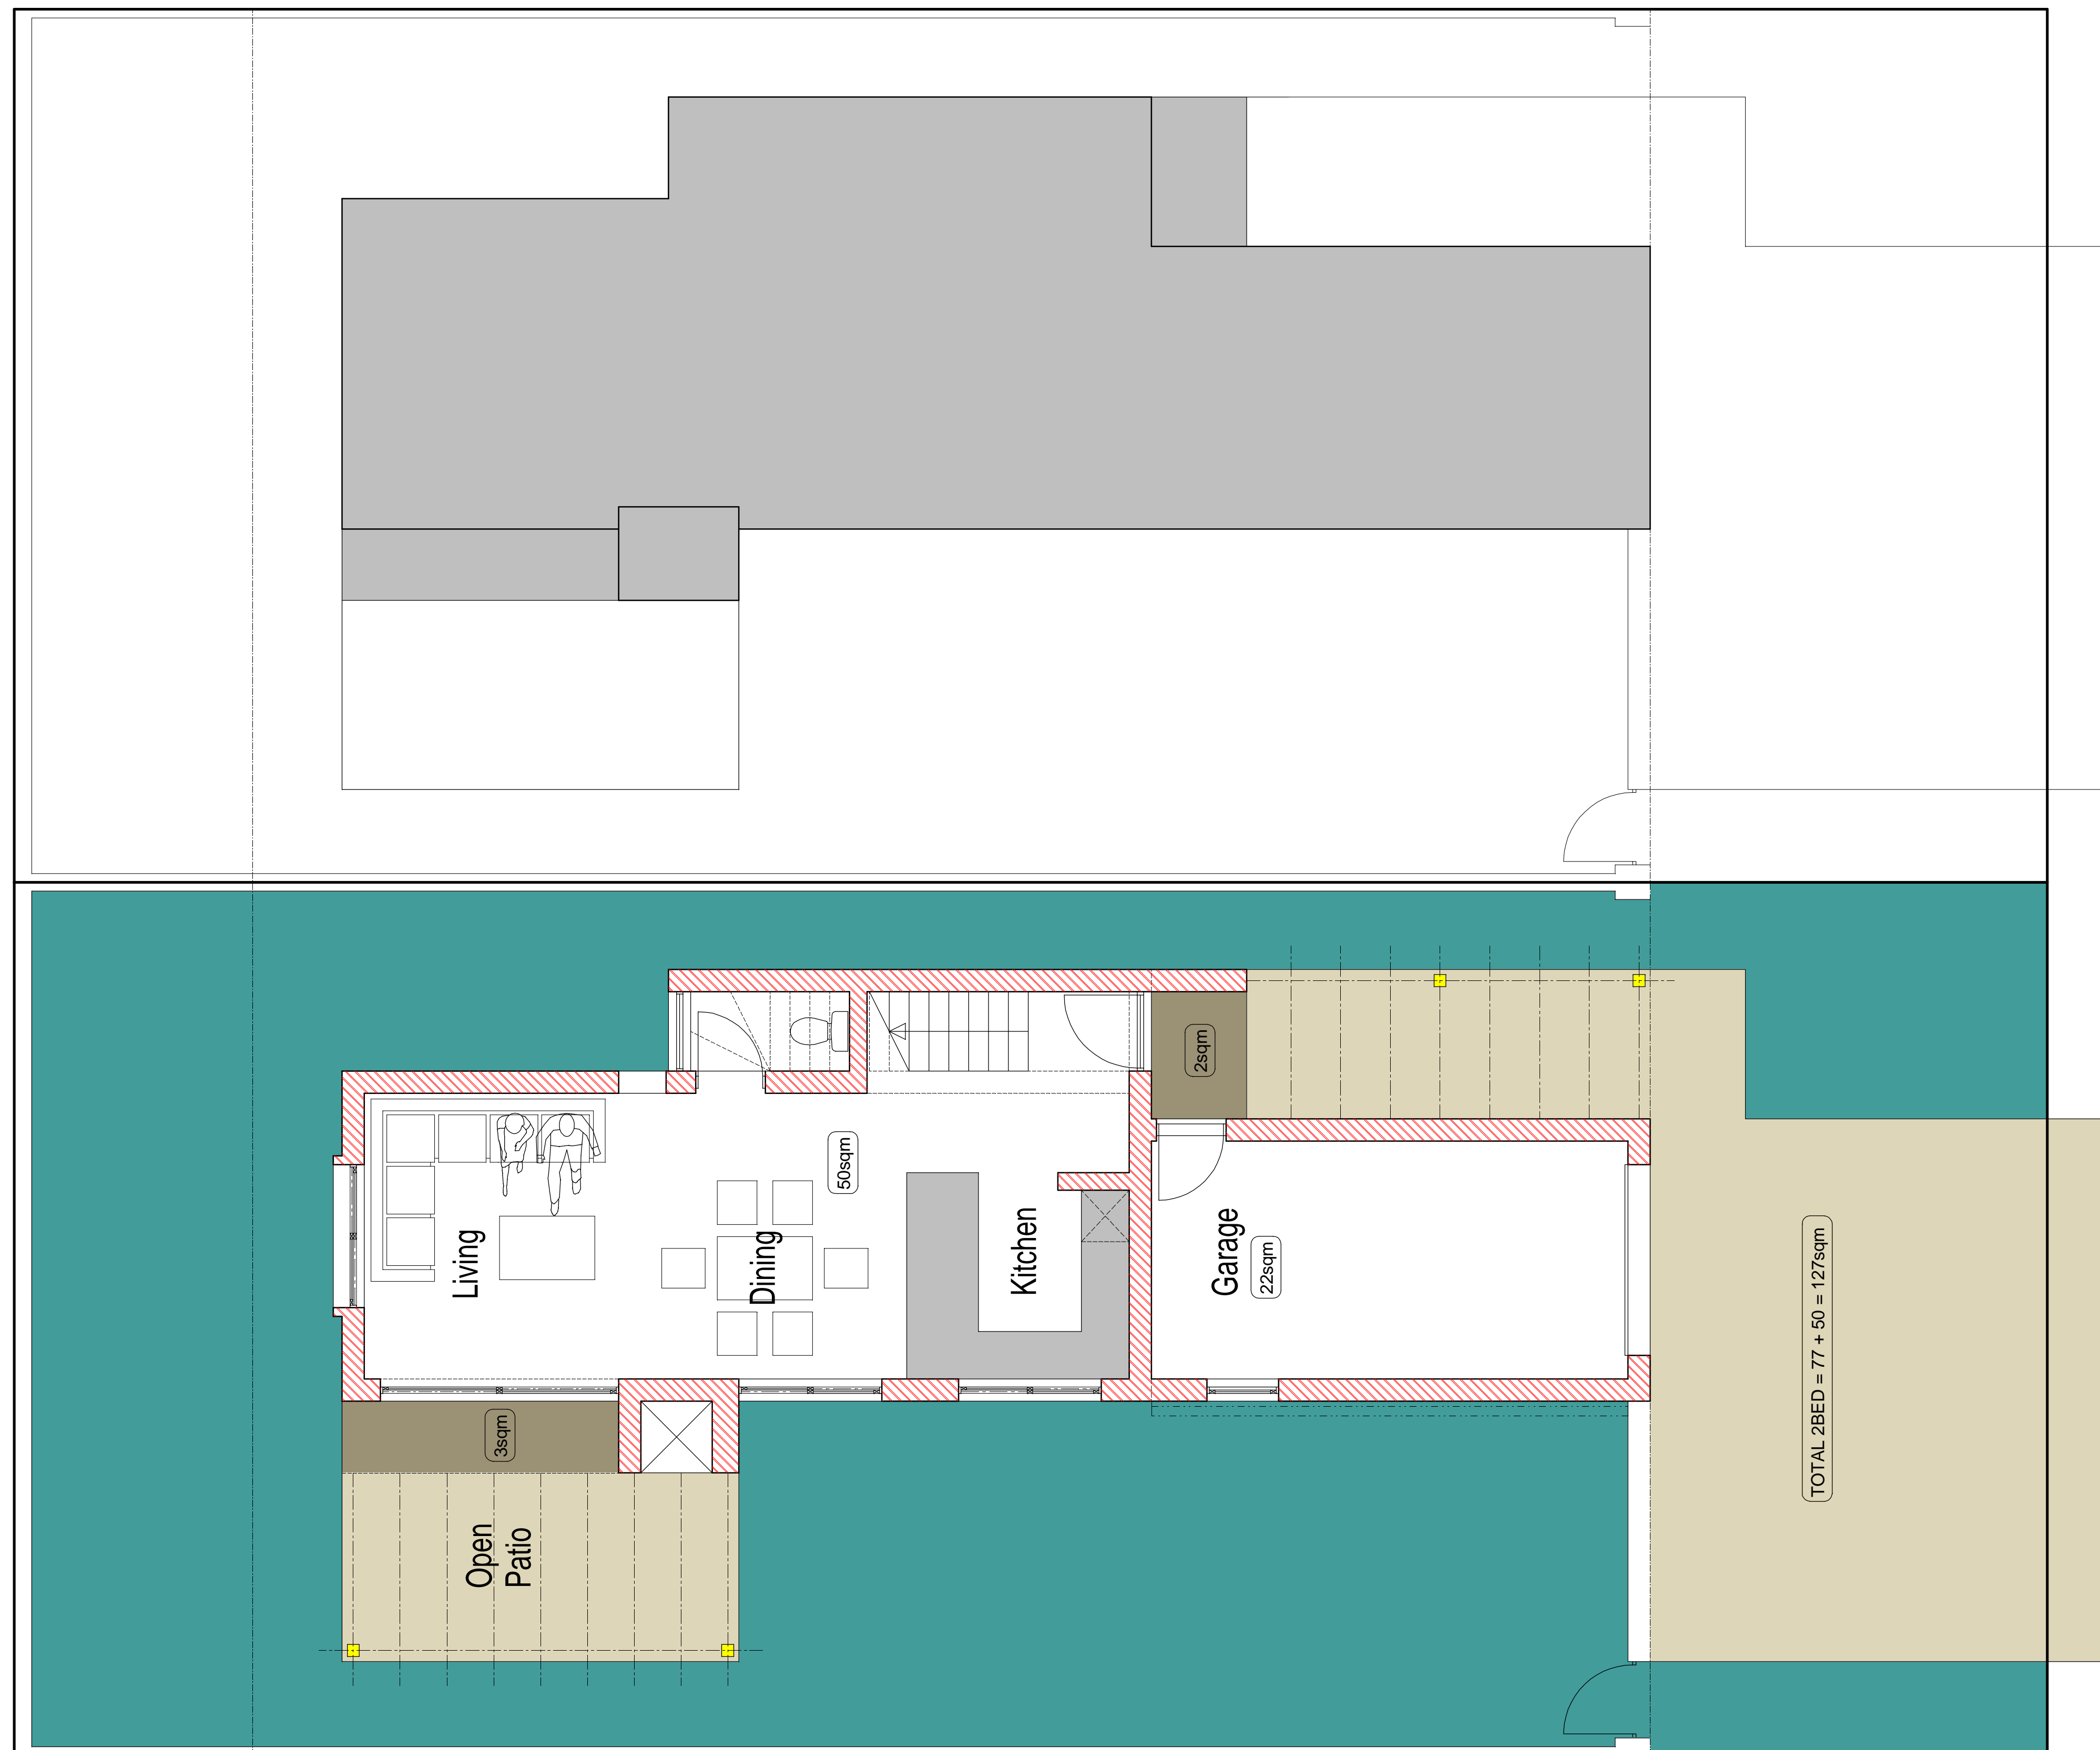 Living
Dining
50sqm
Kitchen
Garage
22sqm
2sqm
3sqm
Open
Patio
TOTAL 2BED = 77 + 50 = 127sqm